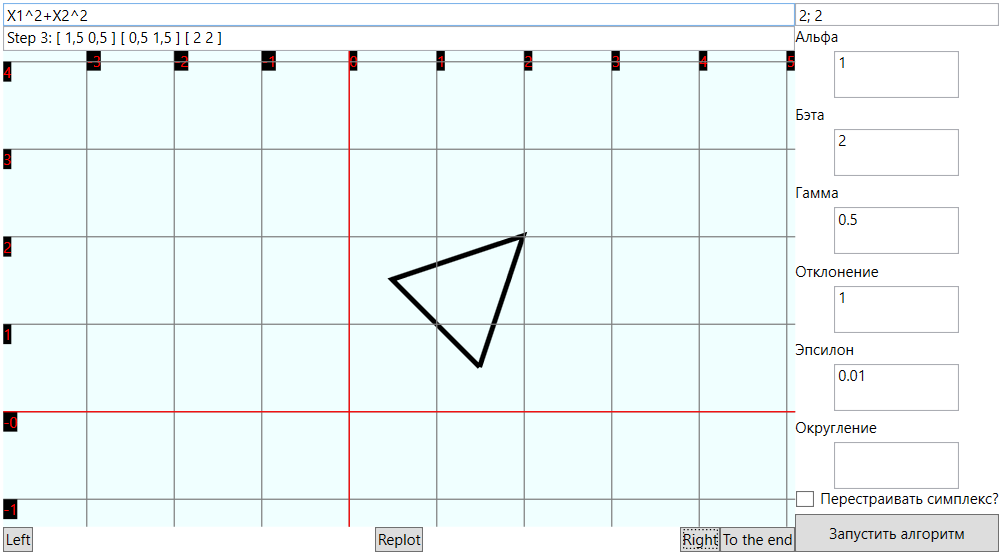 X1^2+X2^2
2; 2
Step 3: [ 1,5 0,5 ] [ 0,5 1,5 ] [ 2 2 ]
-3 -2 -1 0 1 2 3 4 5
4
3
2
1
-0
-1
Альфа
1
Бэта
2
Гамма
0.5
Отклонение
1
Эпсилон
0.01
Округление
Перестраивать симплекс?
Left
Replot
Right
To the end
Запустить алгоритм